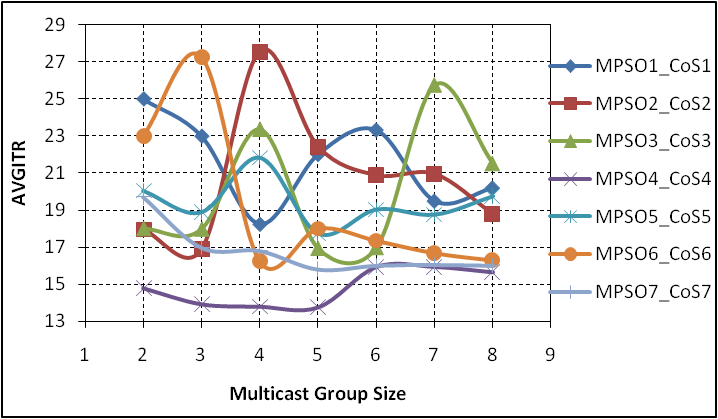 29
27
25
23
21
19
17
15
13
1 2 3 4 5 6 7 8 9
AVGITR
Multicast Group Size
MPSO1_CoS1
MPSO2_CoS2
MPSO3_CoS3
MPSO4_CoS4
MPSO5_CoS5
MPSO6_CoS6
MPSO7_CoS7